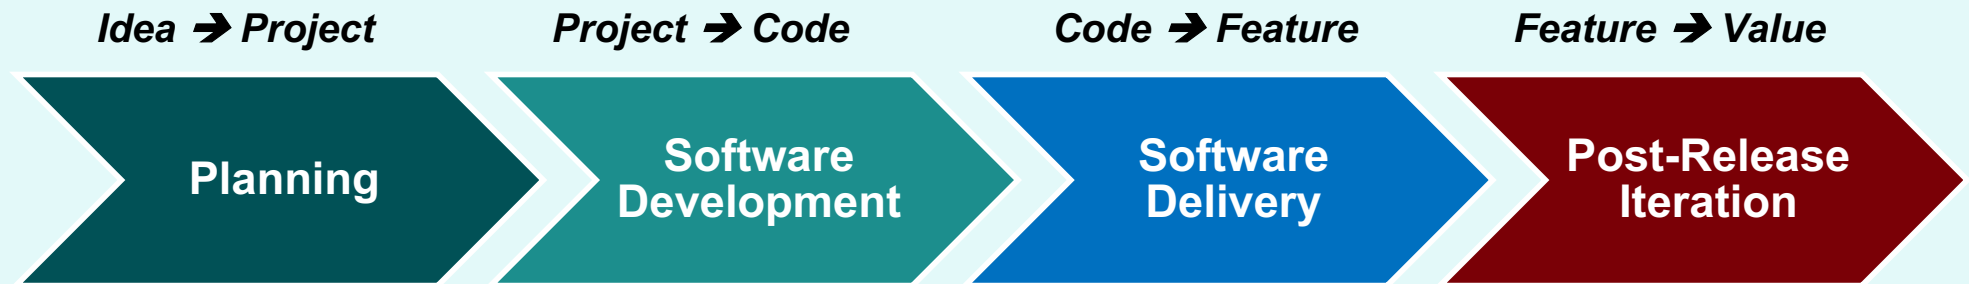 Idea ➔ Project
Project ➔ Code
Code ➔ Feature
Feature ➔ Value
Planning
Software
Development
Software
Delivery
Post-Release
Iteration